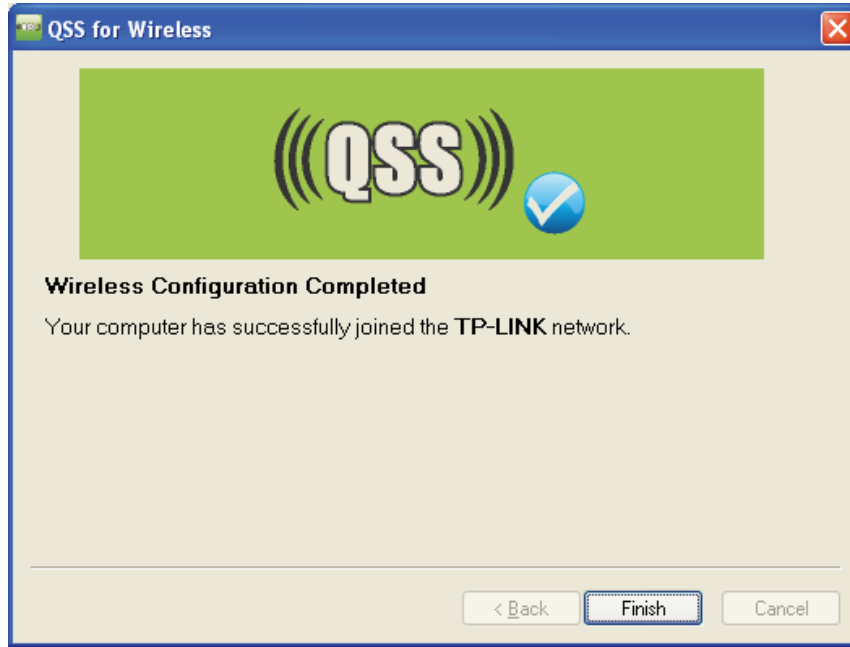 QSS for Wireless
(((QSS)))
Wireless Configuration Completed
Your computer has successfully joined the TP-LINK network.
< Back Finish Cancel